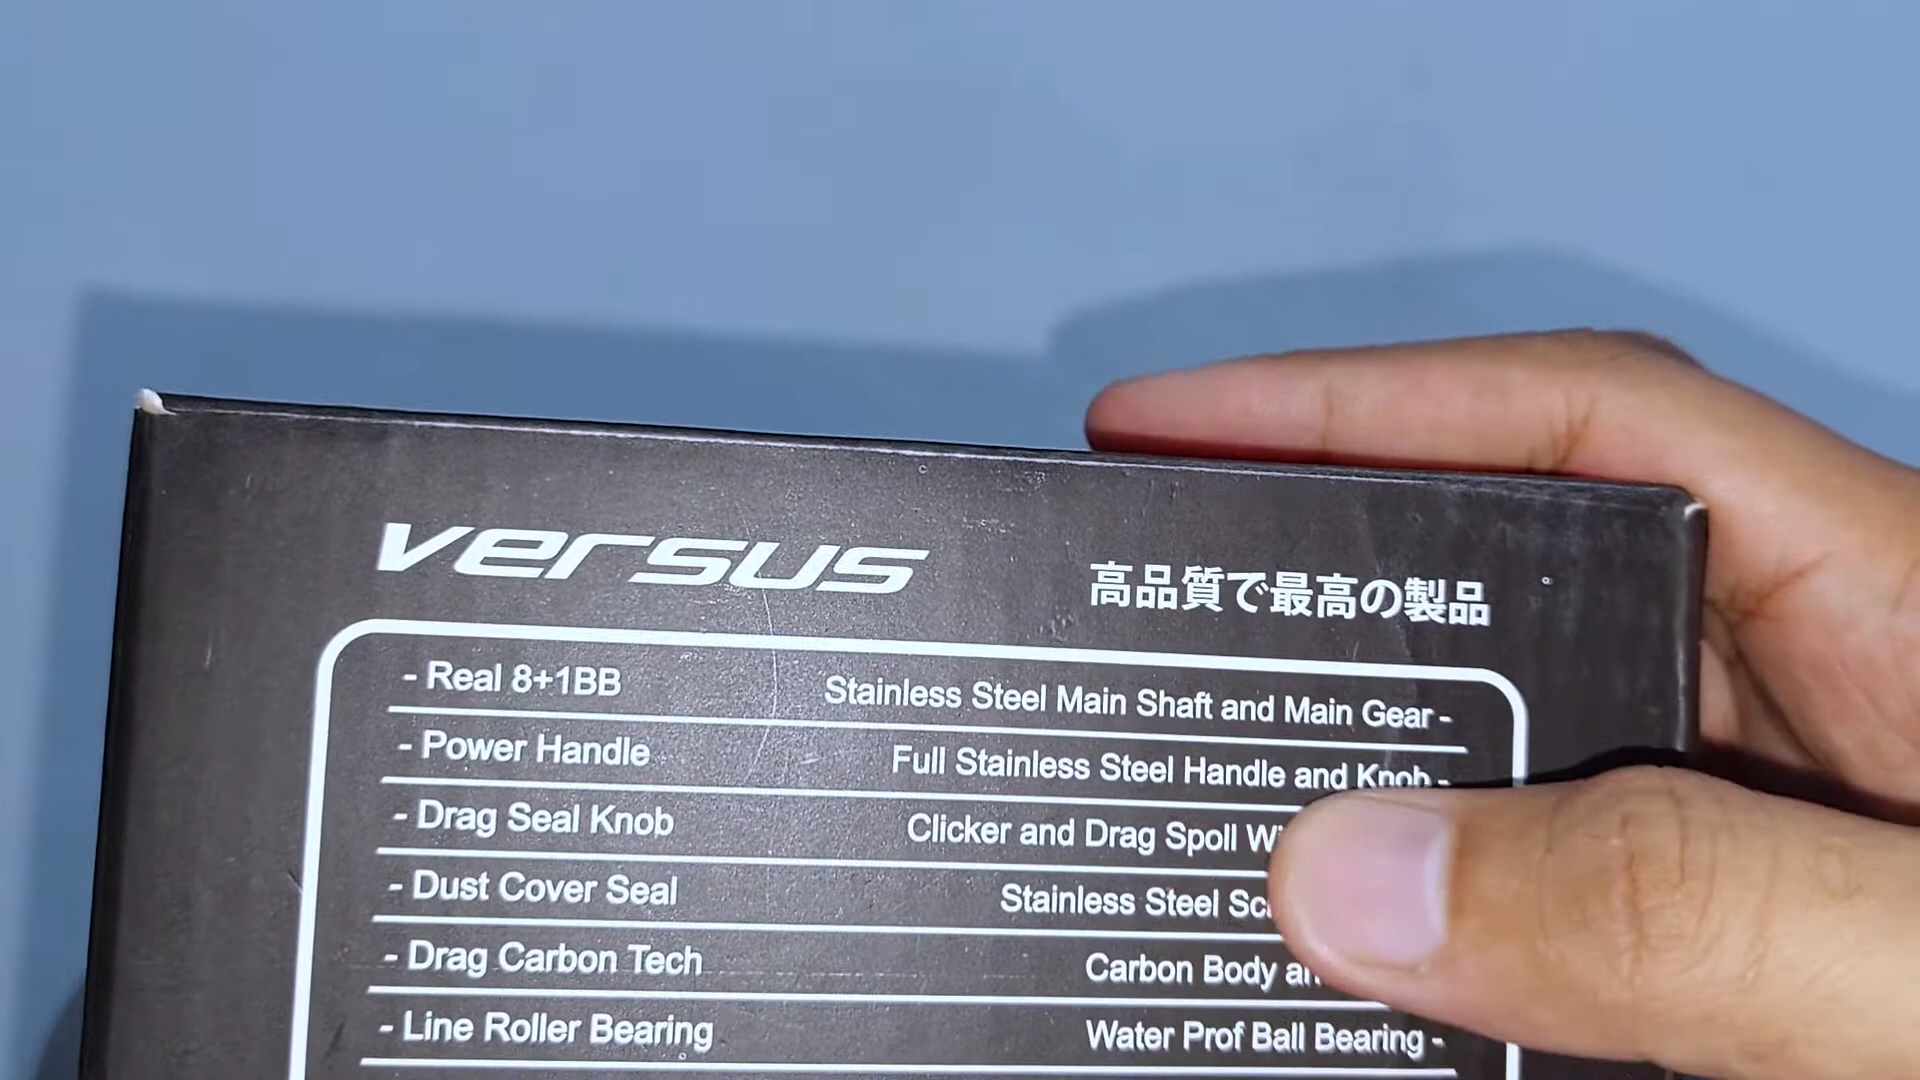 versus
高品質で最高の製品
- Real 8+1BB
Stainless Steel Main Shaft and Main Gear -
- Power Handle
Full Stainless Steel Handle and Knob -
- Drag Seal Knob
Clicker and Drag Spoll
- Dust Cover Seal
Stainless Steel
- Drag Carbon Tech
Carbon Body
- Line Roller Bearing
Water Prof Ball Bearing -